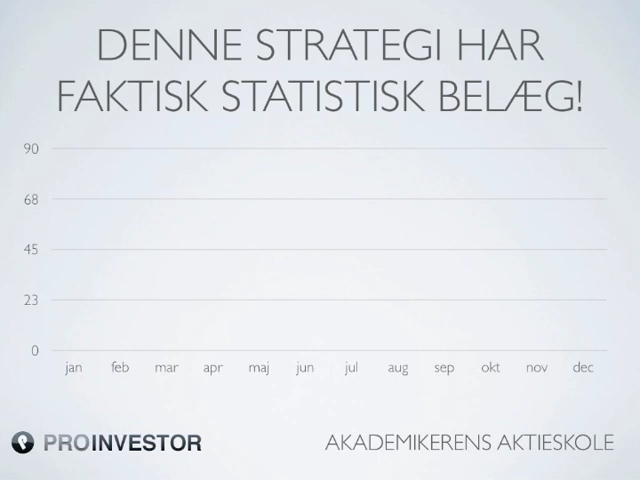 DENNE STRATEGI HAR
FAKTISK STATISTISK BELÆG!
90
68
45
23
0
jan feb mar apr maj jun jul aug sep okt nov dec
PROINVESTOR
AKADEMIKERENS AKTIESKOLE